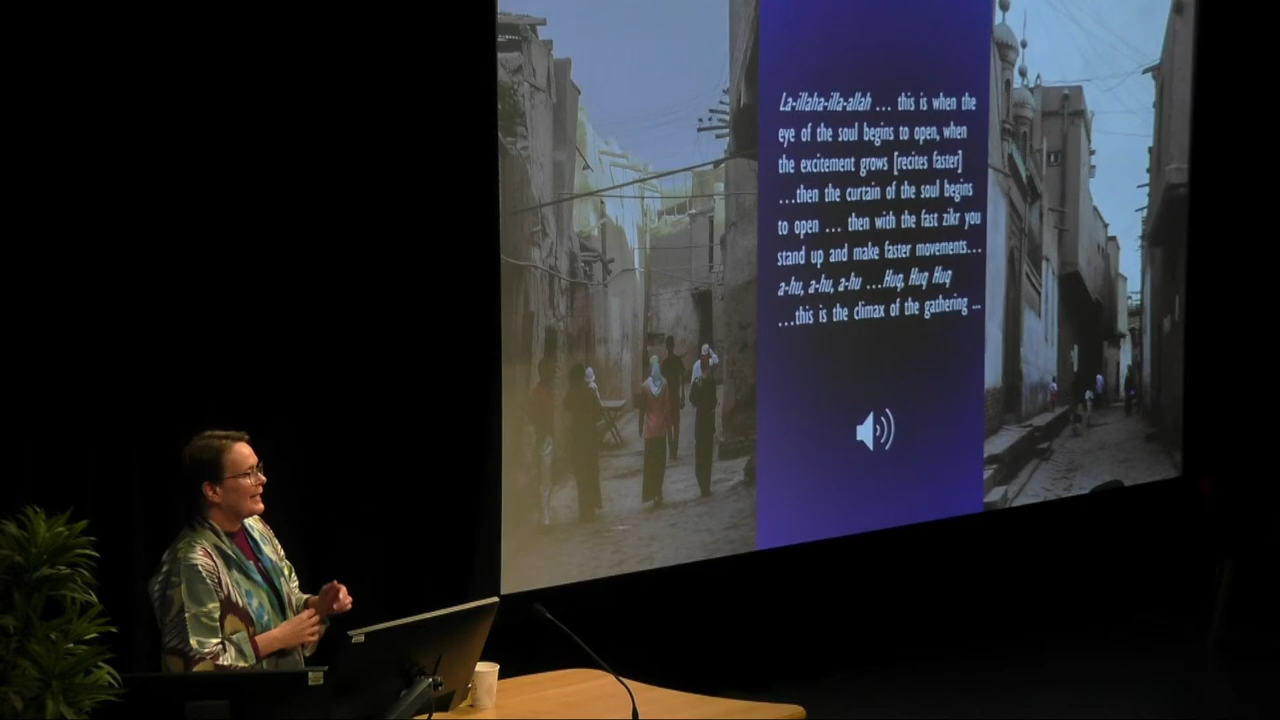 La-illaha-illa-allah ... this is when the
eye of the soul begins to open, when
the excitement grows [recites faster]
...then the curtain of the soul begins
to open ... then with the fast zikr you
stand up and make faster movements...
a-hu, a-hu, a-hu ...Huq, Huq Huq
...this is the climax of the gathering ...